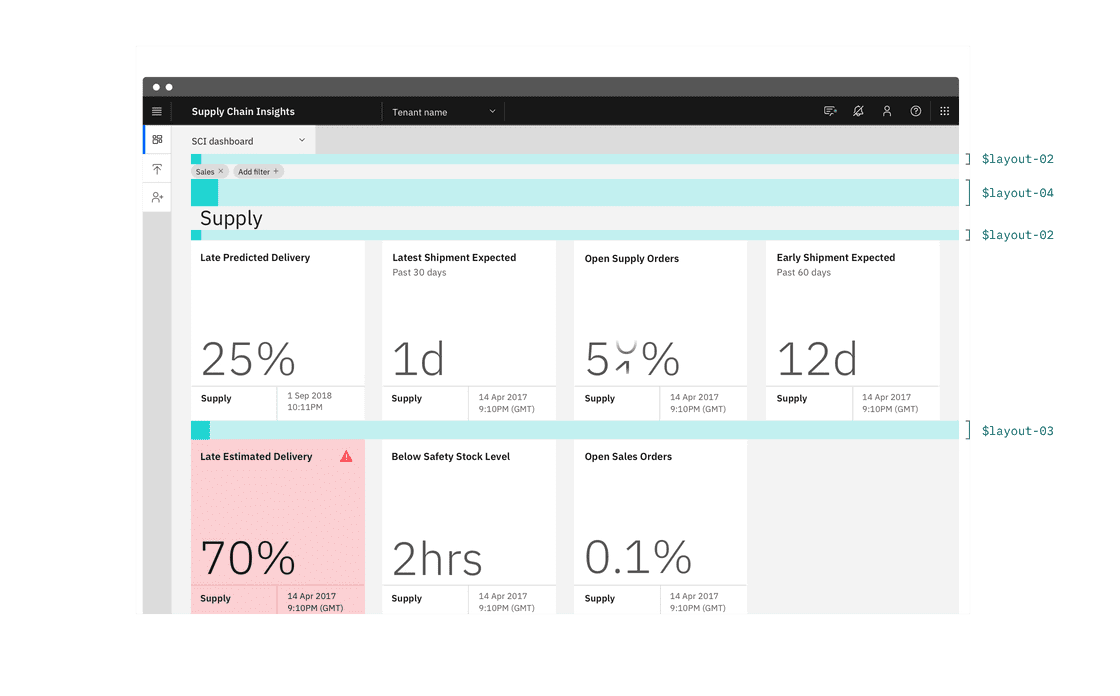 Supply Chain Insights
Tenant name
SCI dashboard
$layout-02
Sales × Add filter +
$layout-04
Supply
$layout-02
Late Predicted Delivery
25%
Supply
1 Sep 2018
10:11PM
Latest Shipment Expected
Past 30 days
1d
Supply
14 Apr 2017
9:10PM (GMT)
Open Supply Orders
Supply
14 Apr 2017
9:10PM (GMT)
Early Shipment Expected
Past 60 days
12d
Supply
14 Apr 2017
9:10PM (GMT)
$layout-03
Late Estimated Delivery
70%
Supply
14 Apr 2017
9:10PM (GMT)
Below Safety Stock Level
2hrs
Supply
14 Apr 2017
9:10PM (GMT)
Open Sales Orders
0.1%
Supply
14 Apr 2017
9:10PM (GMT)